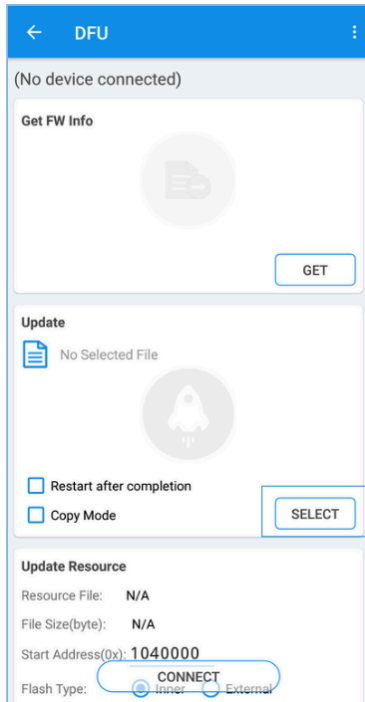 DFU
(No device connected)
Get FW Info
GET
Update
No Selected File
Restart after completion
Copy Mode
SELECT
Update Resource
Resource File: N/A
File Size(byte): N/A
Start Address(0x): 1040000
CONNECT
Flash Type: Inner External